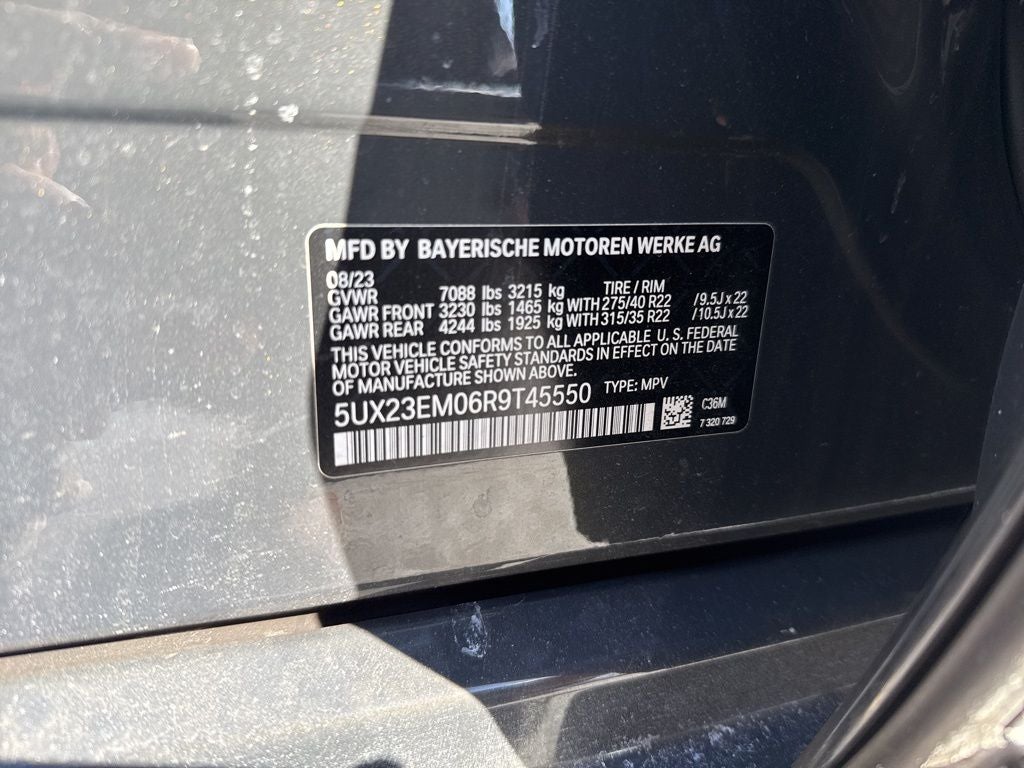 MFD BY BAYERISCHE MOTOREN WERKE AG
08/23
GVWR 7088 lbs 3215 kg TIRE / RIM
GAWR FRONT 3230 lbs 1465 kg WITH 275/40 R22 /9.5J x 22
GAWR REAR 4244 lbs 1925 kg WITH 315/35 R22 /10.5J x 22
THIS VEHICLE CONFORMS TO ALL APPLICABLE U. S. FEDERAL
MOTOR VEHICLE SAFETY STANDARDS IN EFFECT ON THE DATE
OF MANUFACTURE SHOWN ABOVE.
5UX23EM06R9T45550 TYPE: MPV
C36M
7 320 729